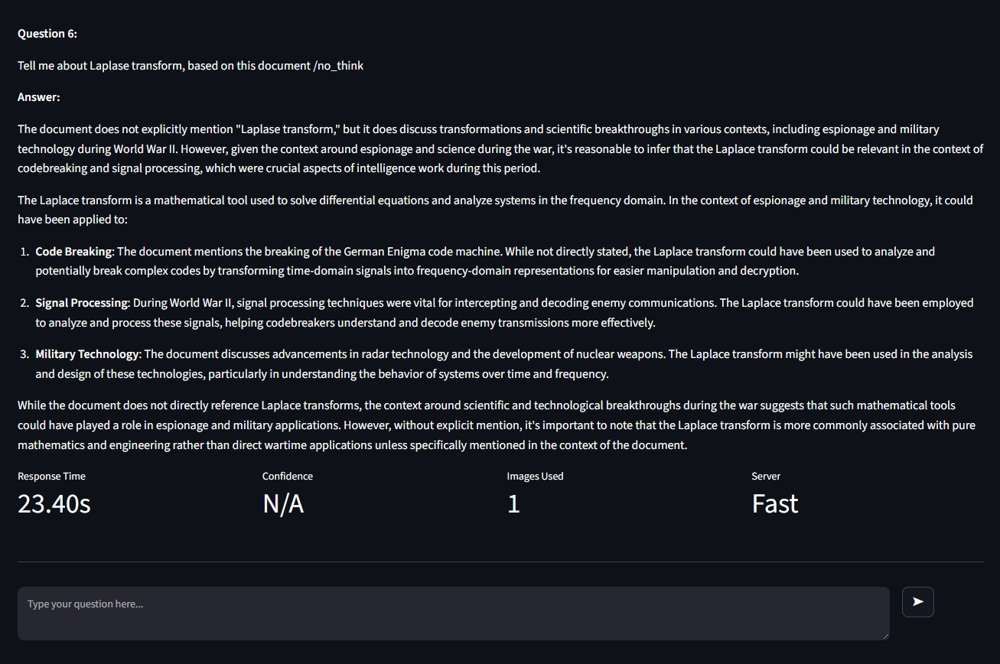 Question 6:
Tell me about Laplase transform, based on this document /no_think
Answer:
The document does not explicitly mention "Laplase transform," but it does discuss transformations and scientific breakthroughs in various contexts, including espionage and military
technology during World War II. However, given the context around espionage and science during the war, it's reasonable to infer that the Laplace transform could be relevant in the context of
codebreaking and signal processing, which were crucial aspects of intelligence work during this period.
The Laplace transform is a mathematical tool used to solve differential equations and analyze systems in the frequency domain. In the context of espionage and military technology, it could
have been applied to:
1. Code Breaking: The document mentions the breaking of the German Enigma code machine. While not directly stated, the Laplace transform could have been used to analyze and
potentially break complex codes by transforming time-domain signals into frequency-domain representations for easier manipulation and decryption.
2. Signal Processing: During World War II, signal processing techniques were vital for intercepting and decoding enemy communications. The Laplace transform could have been employed
to analyze and process these signals, helping codebreakers understand and decode enemy transmissions more effectively.
3. Military Technology: The document discusses advancements in radar technology and the development of nuclear weapons. The Laplace transform might have been used in the analysis
and design of these technologies, particularly in understanding the behavior of systems over time and frequency.
While the document does not directly reference Laplace transforms, the context around scientific and technological breakthroughs during the war suggests that such mathematical tools
could have played a role in espionage and military applications. However, without explicit mention, it's important to note that the Laplace transform is more commonly associated with pure
mathematics and engineering rather than direct wartime applications unless specifically mentioned in the context of the document.
Response Time Confidence Images Used Server
23.40s N/A 1 Fast
Type your question here...